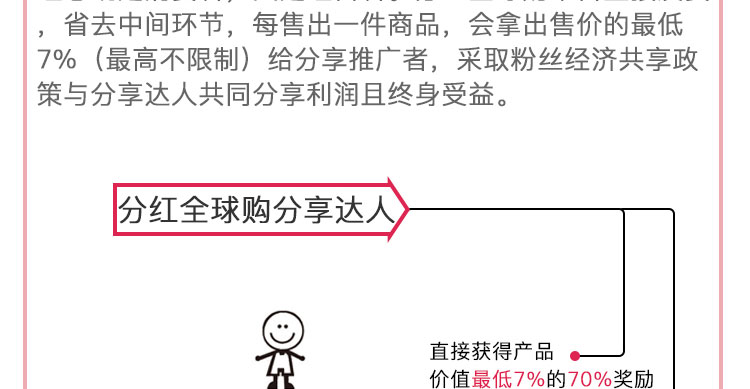 ，省去中间环节，每售出一件商品，会拿出售价的最低
7%（最高不限制）给分享推广者，采取粉丝经济共享政
策与分享达人共同分享利润且终身受益。
分红全球购分享达人
直接获得产品
价值最低7%的70%奖励